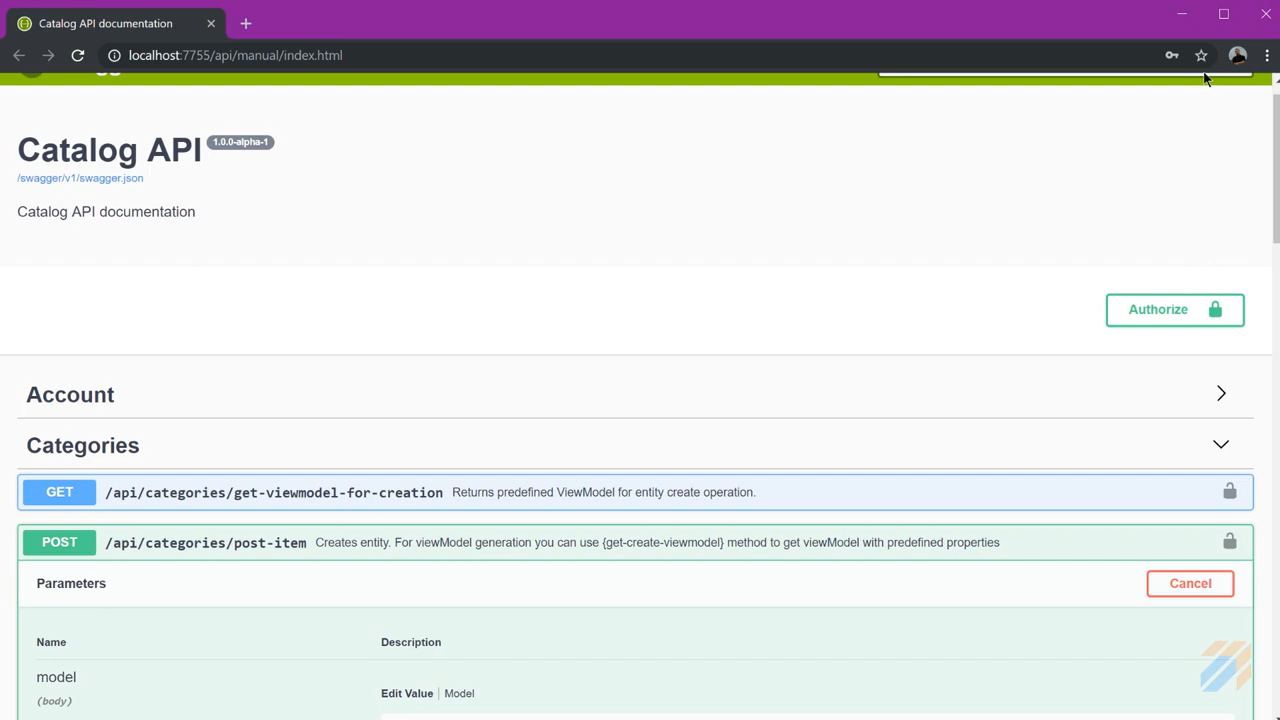 Catalog API documentation
localhost:7755/api/manual/index.html
Catalog API 1.0.0-alpha-1
/swagger/v1/swagger.json
Catalog API documentation
Authorize
Account
Categories
GET /api/categories/get-viewmodel-for-creation Returns predefined ViewModel for entity create operation.
POST /api/categories/post-item Creates entity. For viewModel generation you can use {get-create-viewmodel} method to get viewModel with predefined properties
Parameters Cancel
Name Description
model
(body)
Edit Value | Model